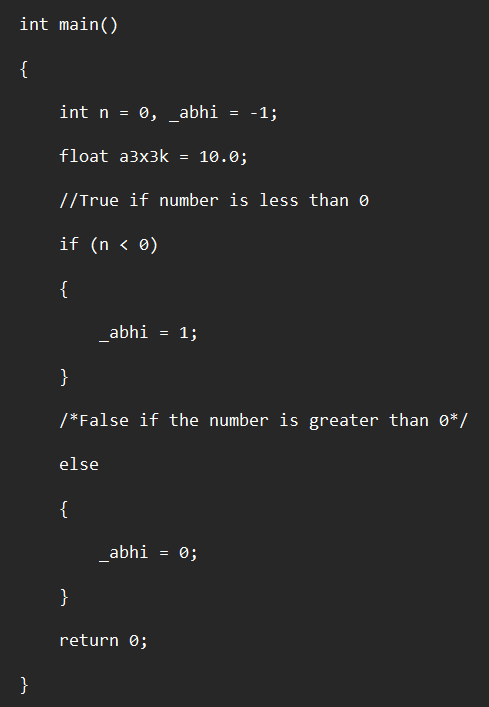 int main()
{
    int n = 0, _abhi = -1;
    float a3x3k = 10.0;
    //True if number is less than 0
    if (n < 0)
    {
        _abhi = 1;
    }
    /*False if the number is greater than 0*/
    else
    {
        _abhi = 0;
    }
    return 0;
}